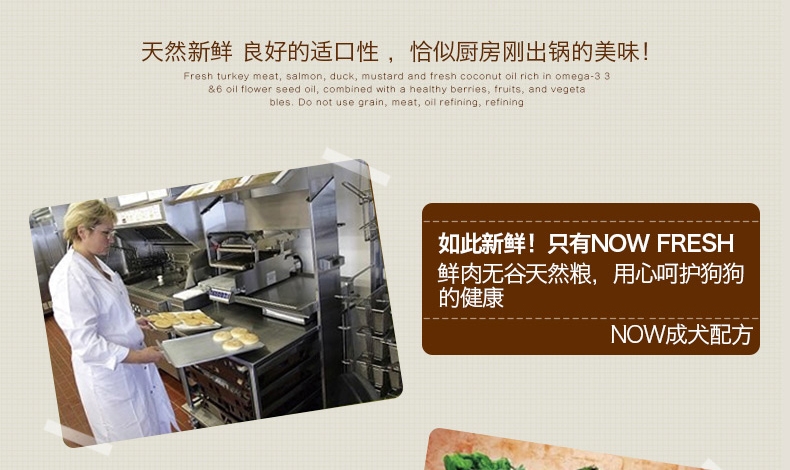 天然新鲜 良好的适口性 ，恰似厨房刚出锅的美味！
Fresh turkey meat, salmon, duck, mustard and fresh coconut oil rich in omega-3 3
&6 oil flower seed oil, combined with a healthy berries, fruits, and vegeta
bles. Do not use grain, meat, oil refining, refining
如此新鲜！只有NOW FRESH
鲜肉无谷天然粮，用心呵护狗狗
的健康
NOW成犬配方